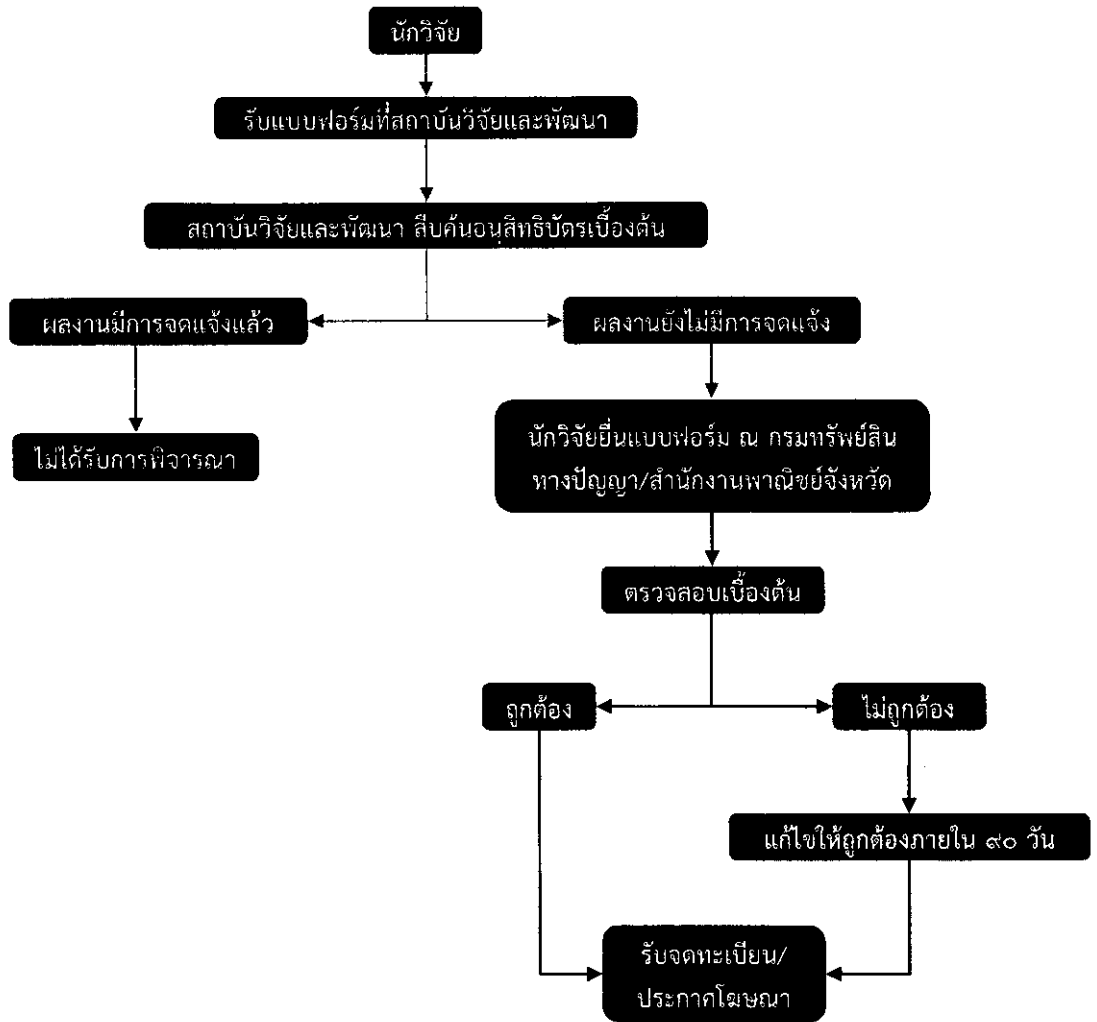 นักวิจัย
รับแบบฟอร์มที่สถาบันวิจัยและพัฒนา
สถาบันวิจัยและพัฒนา สืบค้นอนุสิทธิบัตรเบื้องต้น
ผลงานมีการจดแจ้งแล้ว
ผลงานยังไม่มีการจดแจ้ง
ไม่ได้รับการพิจารณา
นักวิจัยยื่นแบบฟอร์ม ณ กรมทรัพย์สิน
ทางปัญญา/สำนักงานพาณิชย์จังหวัด
ตรวจสอบเบื้องต้น
ถูกต้อง
ไม่ถูกต้อง
แก้ไขให้ถูกต้องภายใน ๙๐ วัน
รับจดทะเบียน/
ประกาศโฆษณา